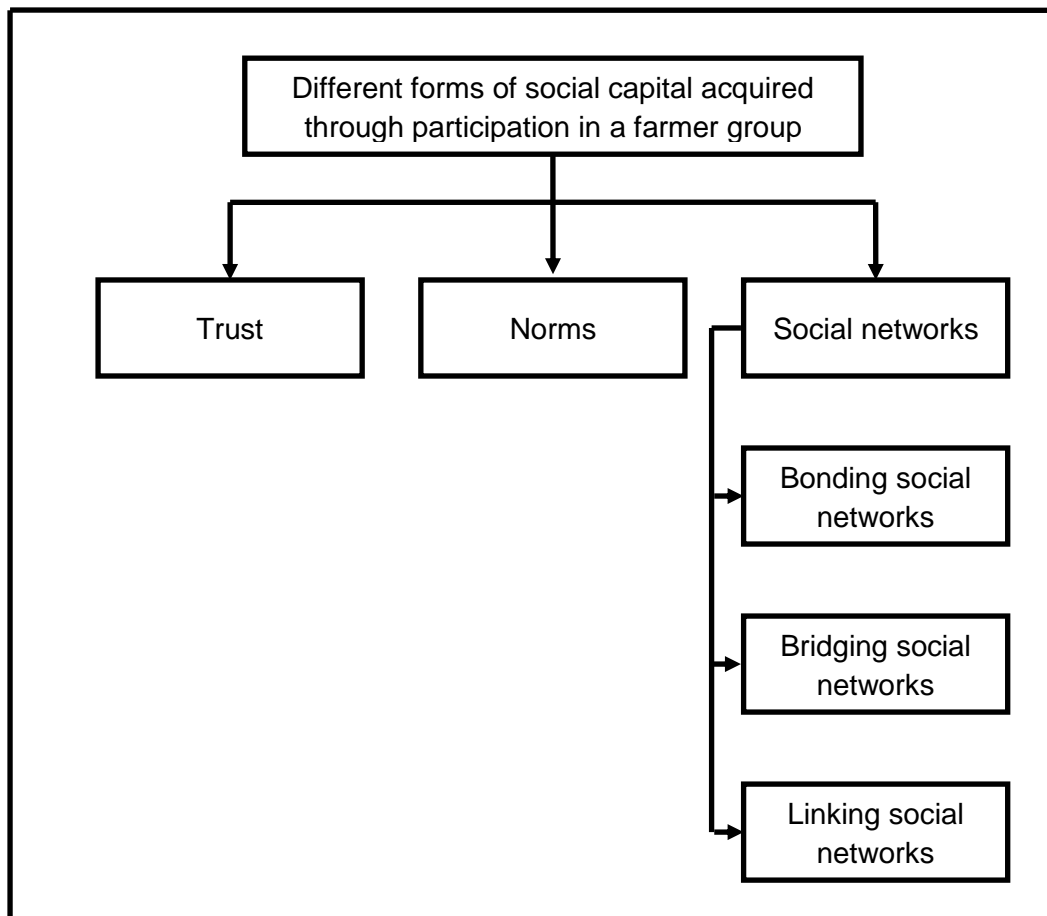 Different forms of social capital acquired
through participation in a farmer group
Trust
Norms
Social networks
Bonding social
networks
Bridging social
networks
Linking social
networks